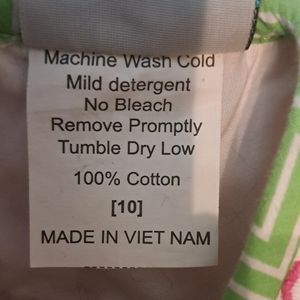 Machine Wash Cold
Mild detergent
No Bleach
Remove Promptly
Tumble Dry Low
100% Cotton
[10]
MADE IN VIET NAM